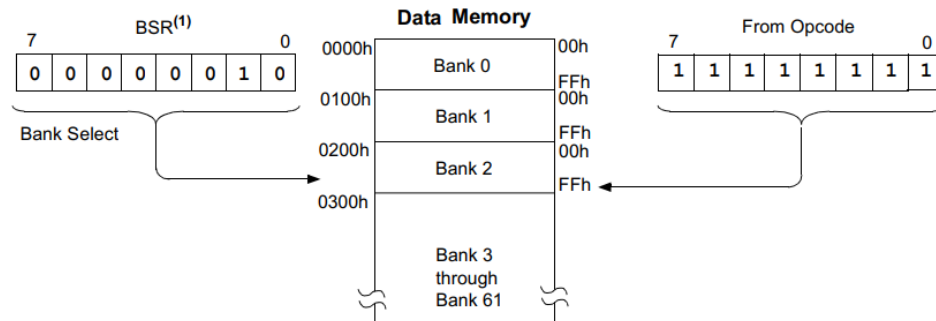 Data Memory
BSR(1)
From Opcode
7 0
0000h 00h
7 0
0 0 0 0 0 0 1 0
Bank 0
1 1 1 1 1 1 1 1
FFh
0100h 00h
Bank 1
Bank Select
FFh
0200h 00h
Bank 2
FFh
0300h
Bank 3
through
Bank 61